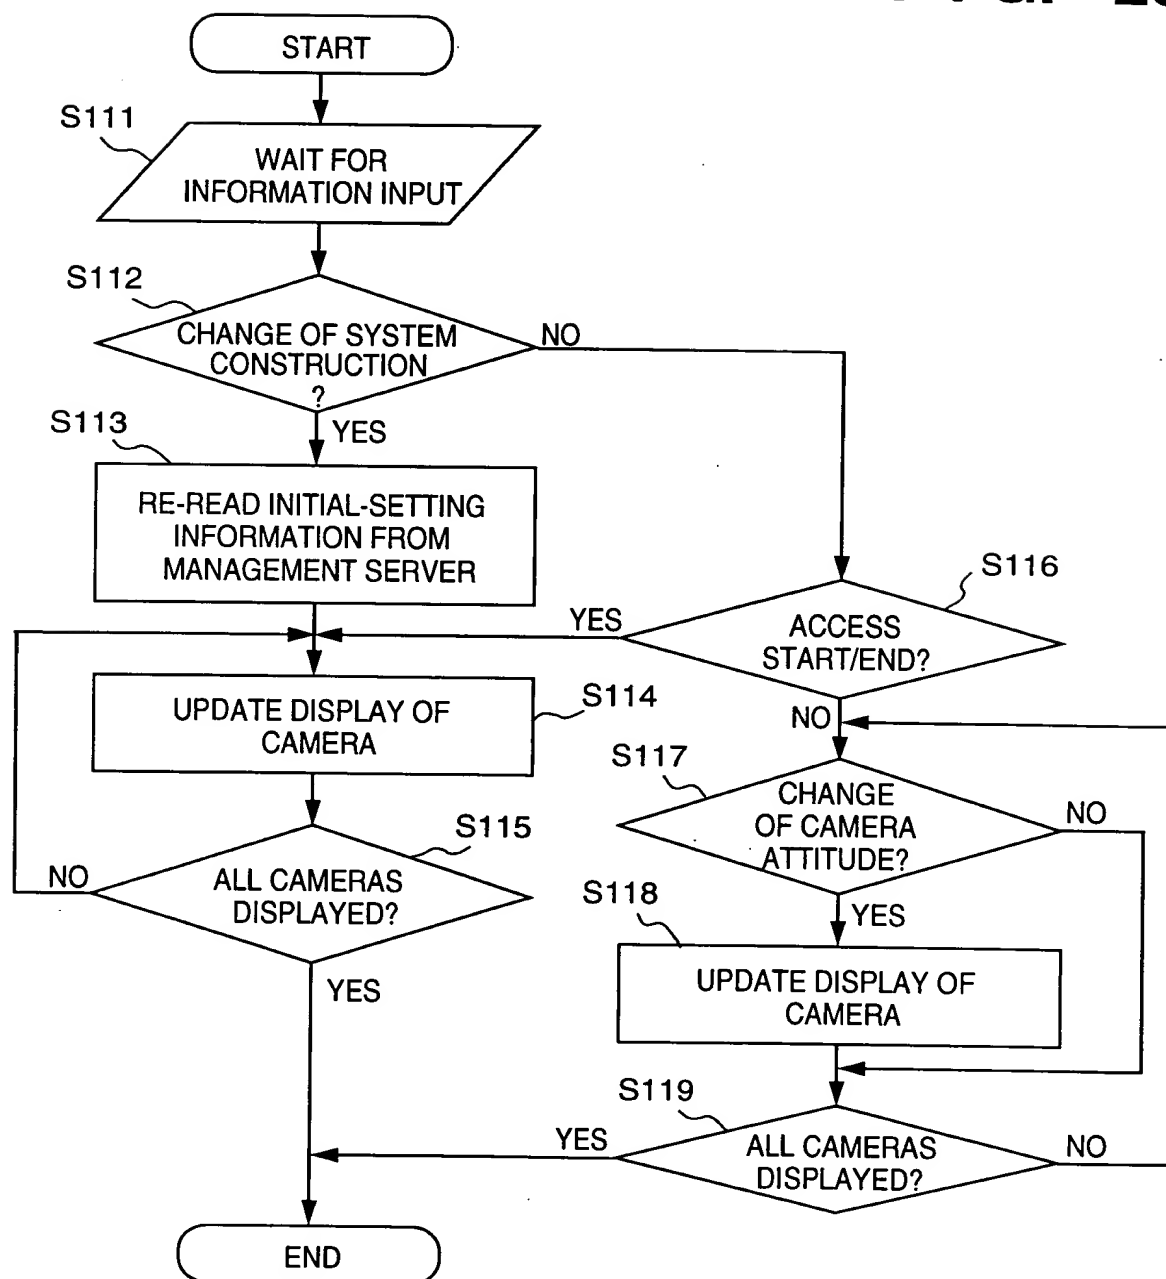 START
S111
WAIT FOR
INFORMATION INPUT
S112
CHANGE OF SYSTEM
CONSTRUCTION
?
NO
YES
S113
RE-READ INITIAL-SETTING
INFORMATION FROM
MANAGEMENT SERVER
S116
ACCESS
START/END?
YES
NO
S114
UPDATE DISPLAY OF
CAMERA
S117
CHANGE
OF CAMERA
ATTITUDE?
NO
YES
S115
ALL CAMERAS
DISPLAYED?
NO
YES
S118
UPDATE DISPLAY OF
CAMERA
S119
ALL CAMERAS
DISPLAYED?
YES
NO
END